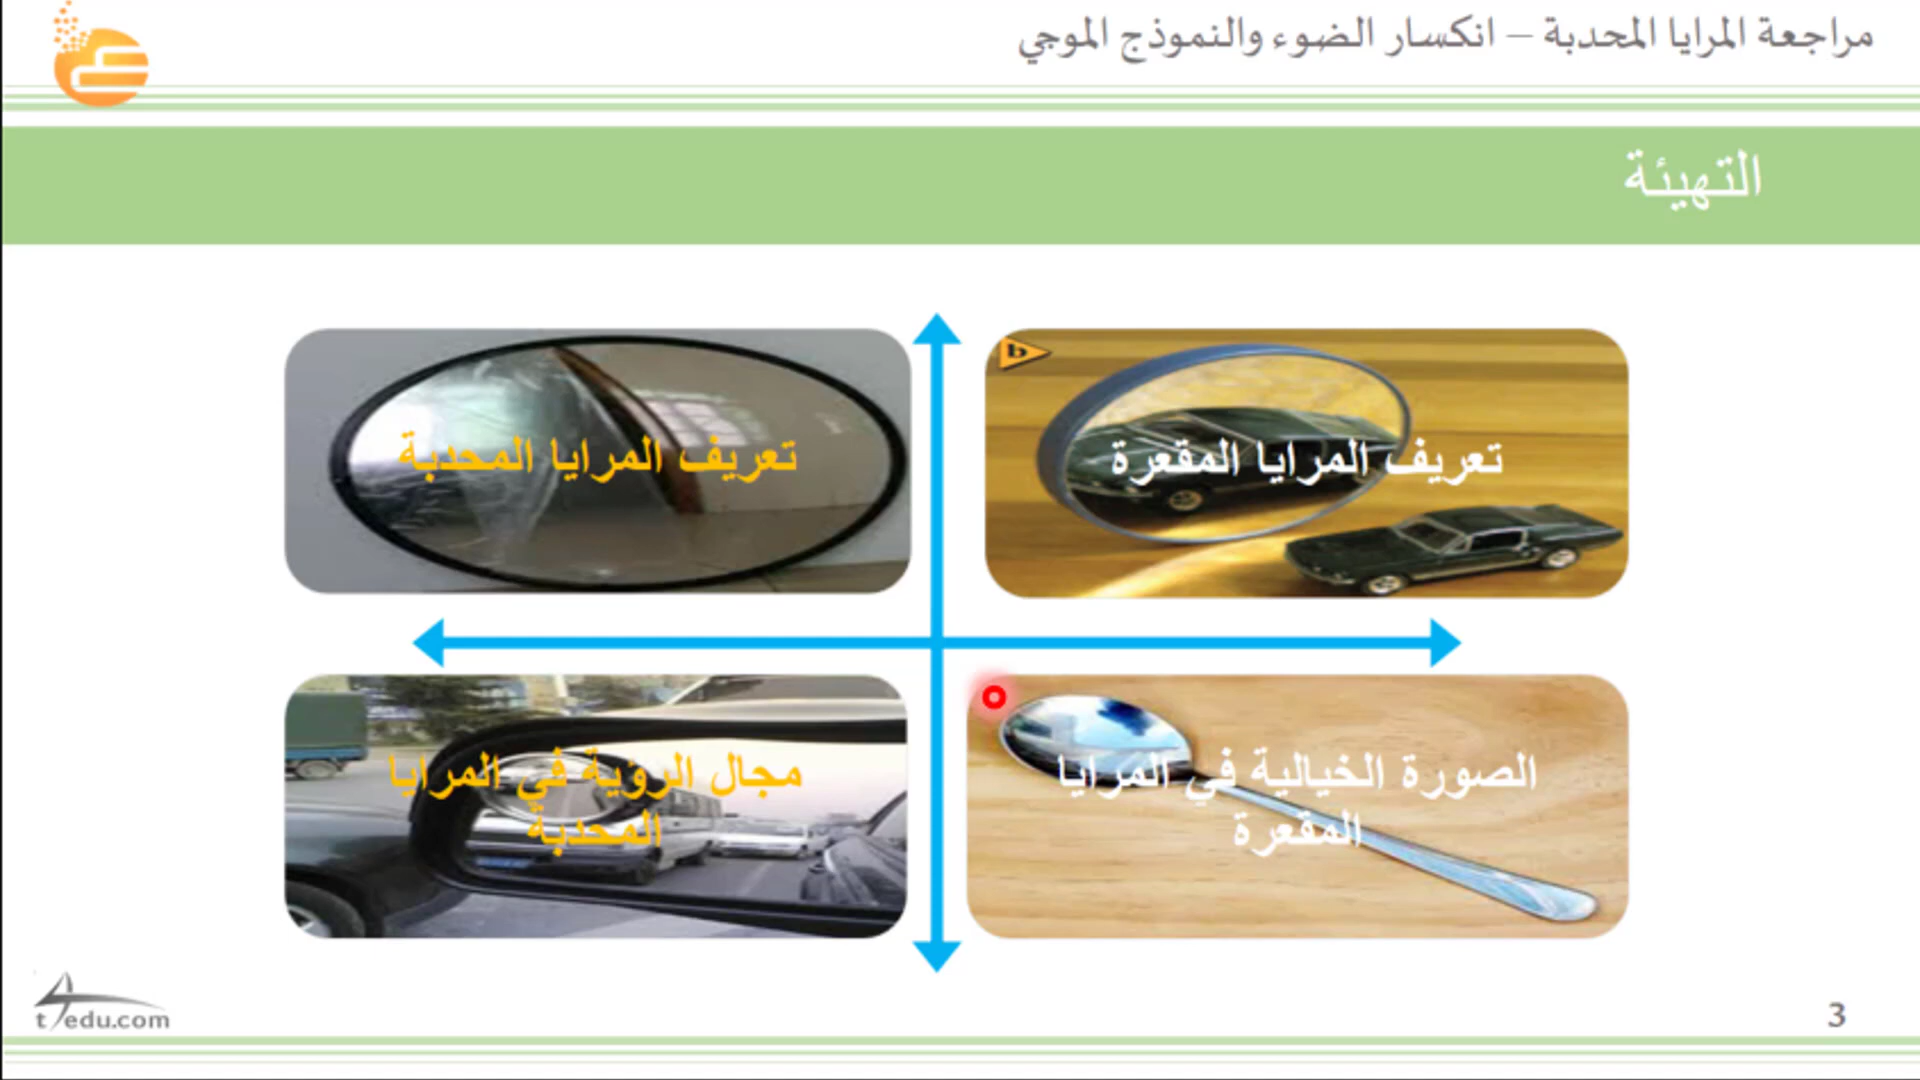 مراجعة المرايا المحدبة – انكسار الضوء والنموذج الموجي
التهيئة
b
تعريف المرايا المقعرة
تعريف المرايا المحدبة
الصورة الخيالية في المرايا
المقعرة
مجال الرؤية في المرايا
المحدبة
t4edu.com
3